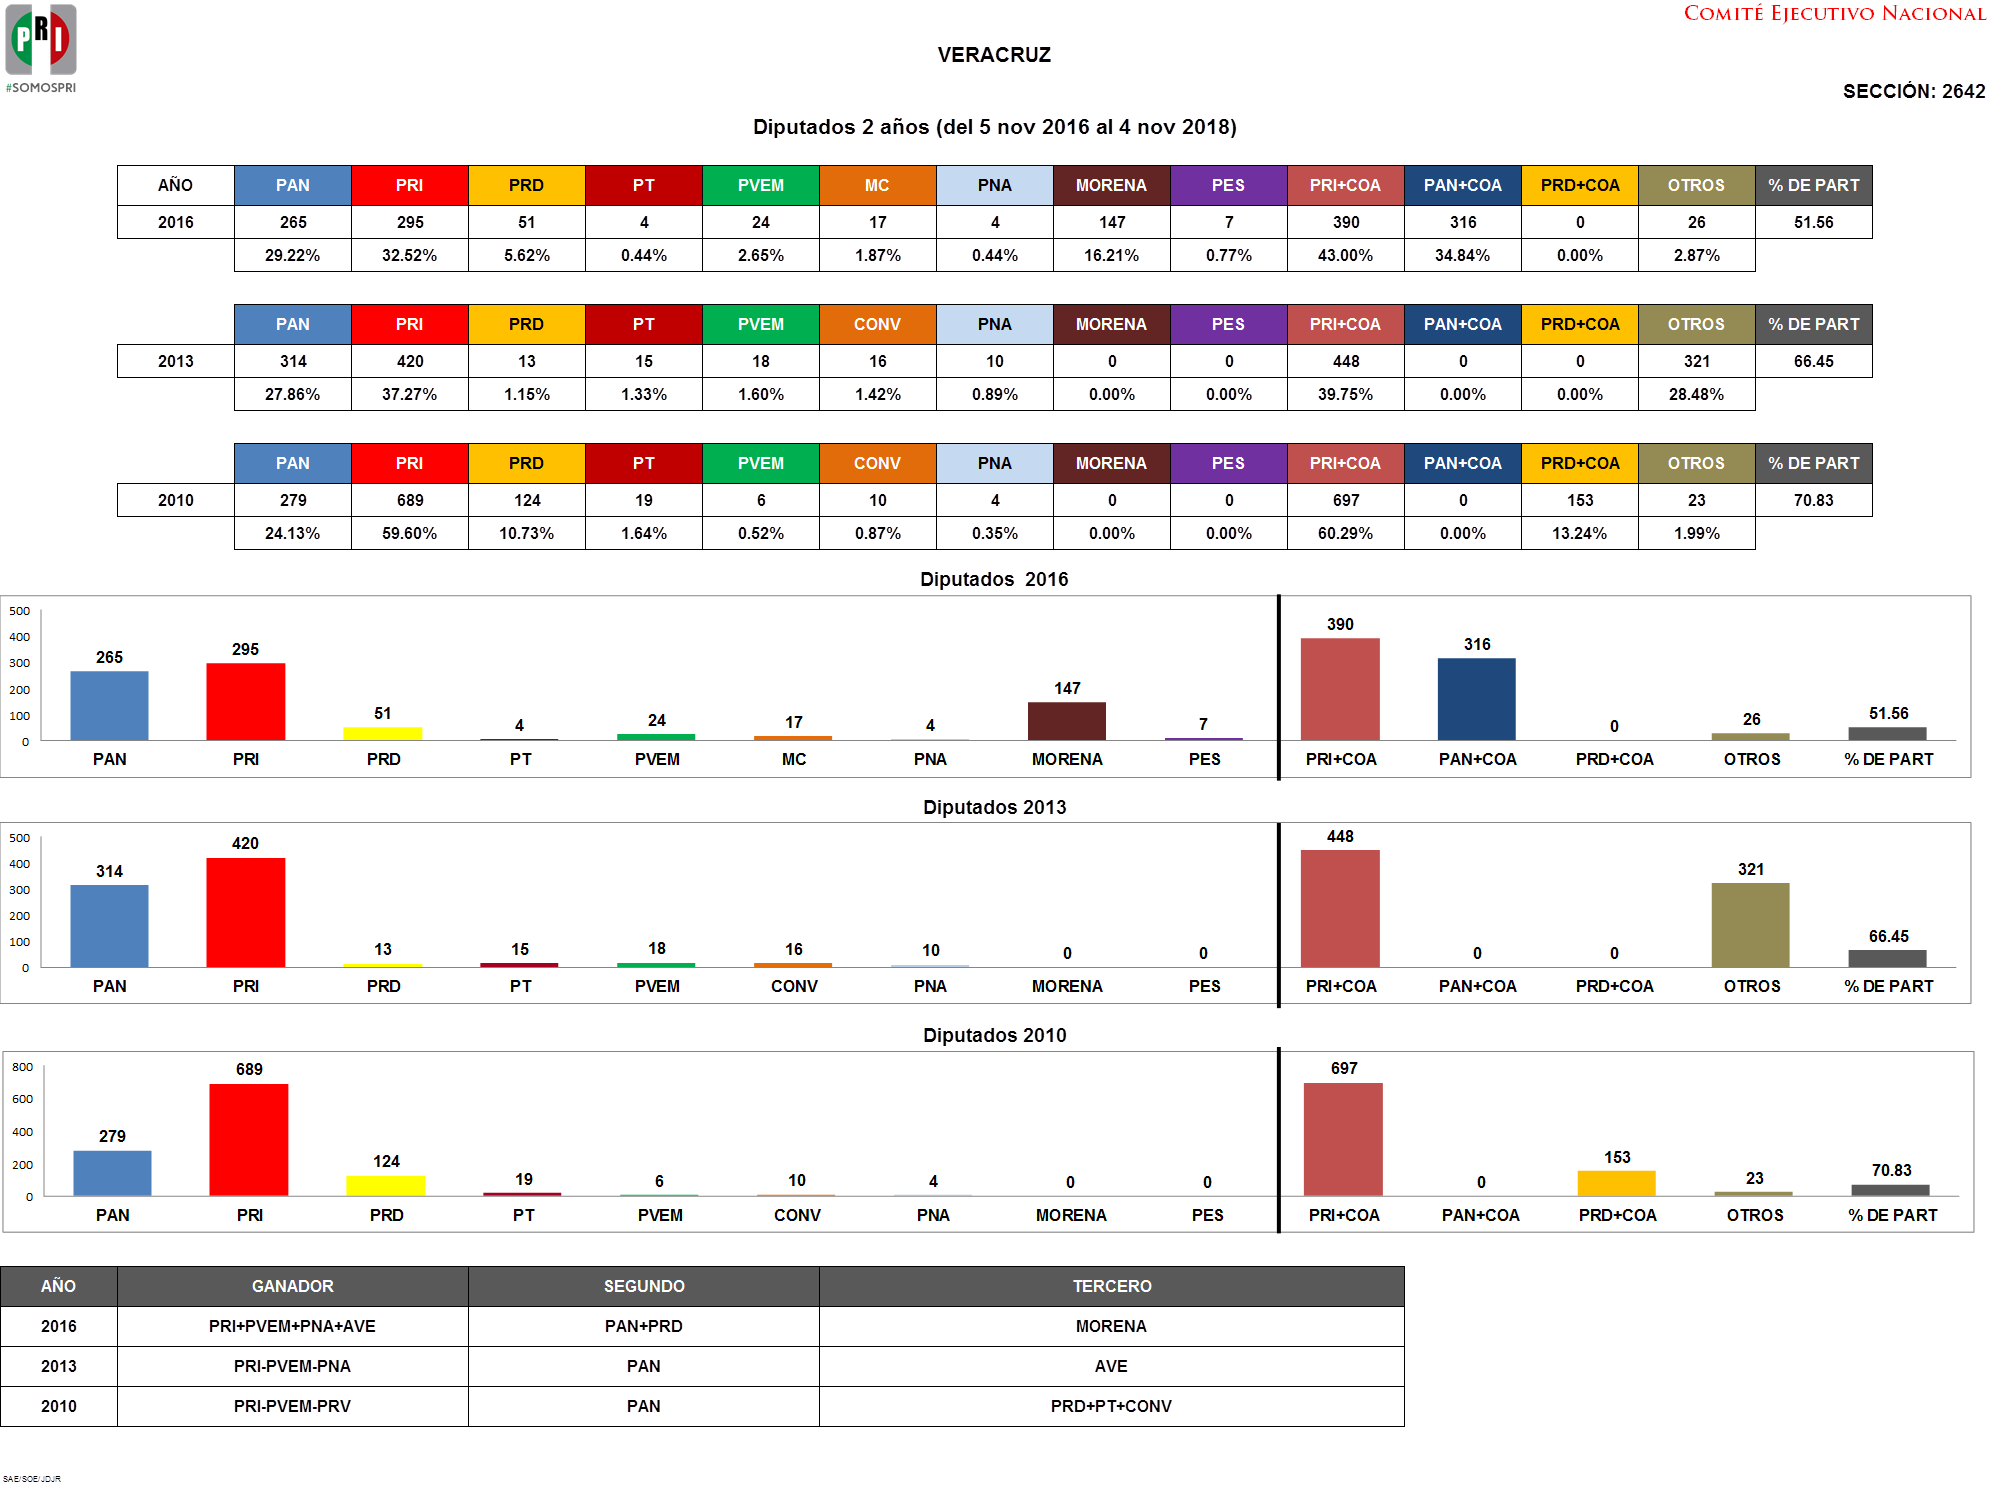 PRI
#SOMOSPRI
COMITÉ EJECUTIVO NACIONAL
VERACRUZ
SECCIÓN: 2642
Diputados 2 años (del 5 nov 2016 al 4 nov 2018)
AÑO PAN PRI PRD PT PVEM MC PNA MORENA PES PRI+COA PAN+COA PRD+COA OTROS % DE PART
2016 265 295 51 4 24 17 4 147 7 390 316 0 26 51.56
29.22% 32.52% 5.62% 0.44% 2.65% 1.87% 0.44% 16.21% 0.77% 43.00% 34.84% 0.00% 2.87%
PAN PRI PRD PT PVEM CONV PNA MORENA PES PRI+COA PAN+COA PRD+COA OTROS % DE PART
2013 314 420 13 15 18 16 10 0 0 448 0 0 321 66.45
27.86% 37.27% 1.15% 1.33% 1.60% 1.42% 0.89% 0.00% 0.00% 39.75% 0.00% 0.00% 28.48%
PAN PRI PRD PT PVEM CONV PNA MORENA PES PRI+COA PAN+COA PRD+COA OTROS % DE PART
2010 279 689 124 19 6 10 4 0 0 697 0 153 23 70.83
24.13% 59.60% 10.73% 1.64% 0.52% 0.87% 0.35% 0.00% 0.00% 60.29% 0.00% 13.24% 1.99%
Diputados 2016
500
400
300
200
100
0
265 295 51 4 24 17 4 147 7 390 316 0 26 51.56
PAN PRI PRD PT PVEM MC PNA MORENA PES PRI+COA PAN+COA PRD+COA OTROS % DE PART
Diputados 2013
500
400
300
200
100
0
314 420 13 15 18 16 10 0 0 448 0 0 321 66.45
PAN PRI PRD PT PVEM CONV PNA MORENA PES PRI+COA PAN+COA PRD+COA OTROS % DE PART
Diputados 2010
800
600
400
200
0
279 689 124 19 6 10 4 0 0 697 0 153 23 70.83
PAN PRI PRD PT PVEM CONV PNA MORENA PES PRI+COA PAN+COA PRD+COA OTROS % DE PART
AÑO GANADOR SEGUNDO TERCERO
2016 PRI+PVEM+PNA+AVE PAN+PRD MORENA
2013 PRI-PVEM-PNA PAN AVE
2010 PRI-PVEM-PRV PAN PRD+PT+CONV
SAE/SOE/JDJR